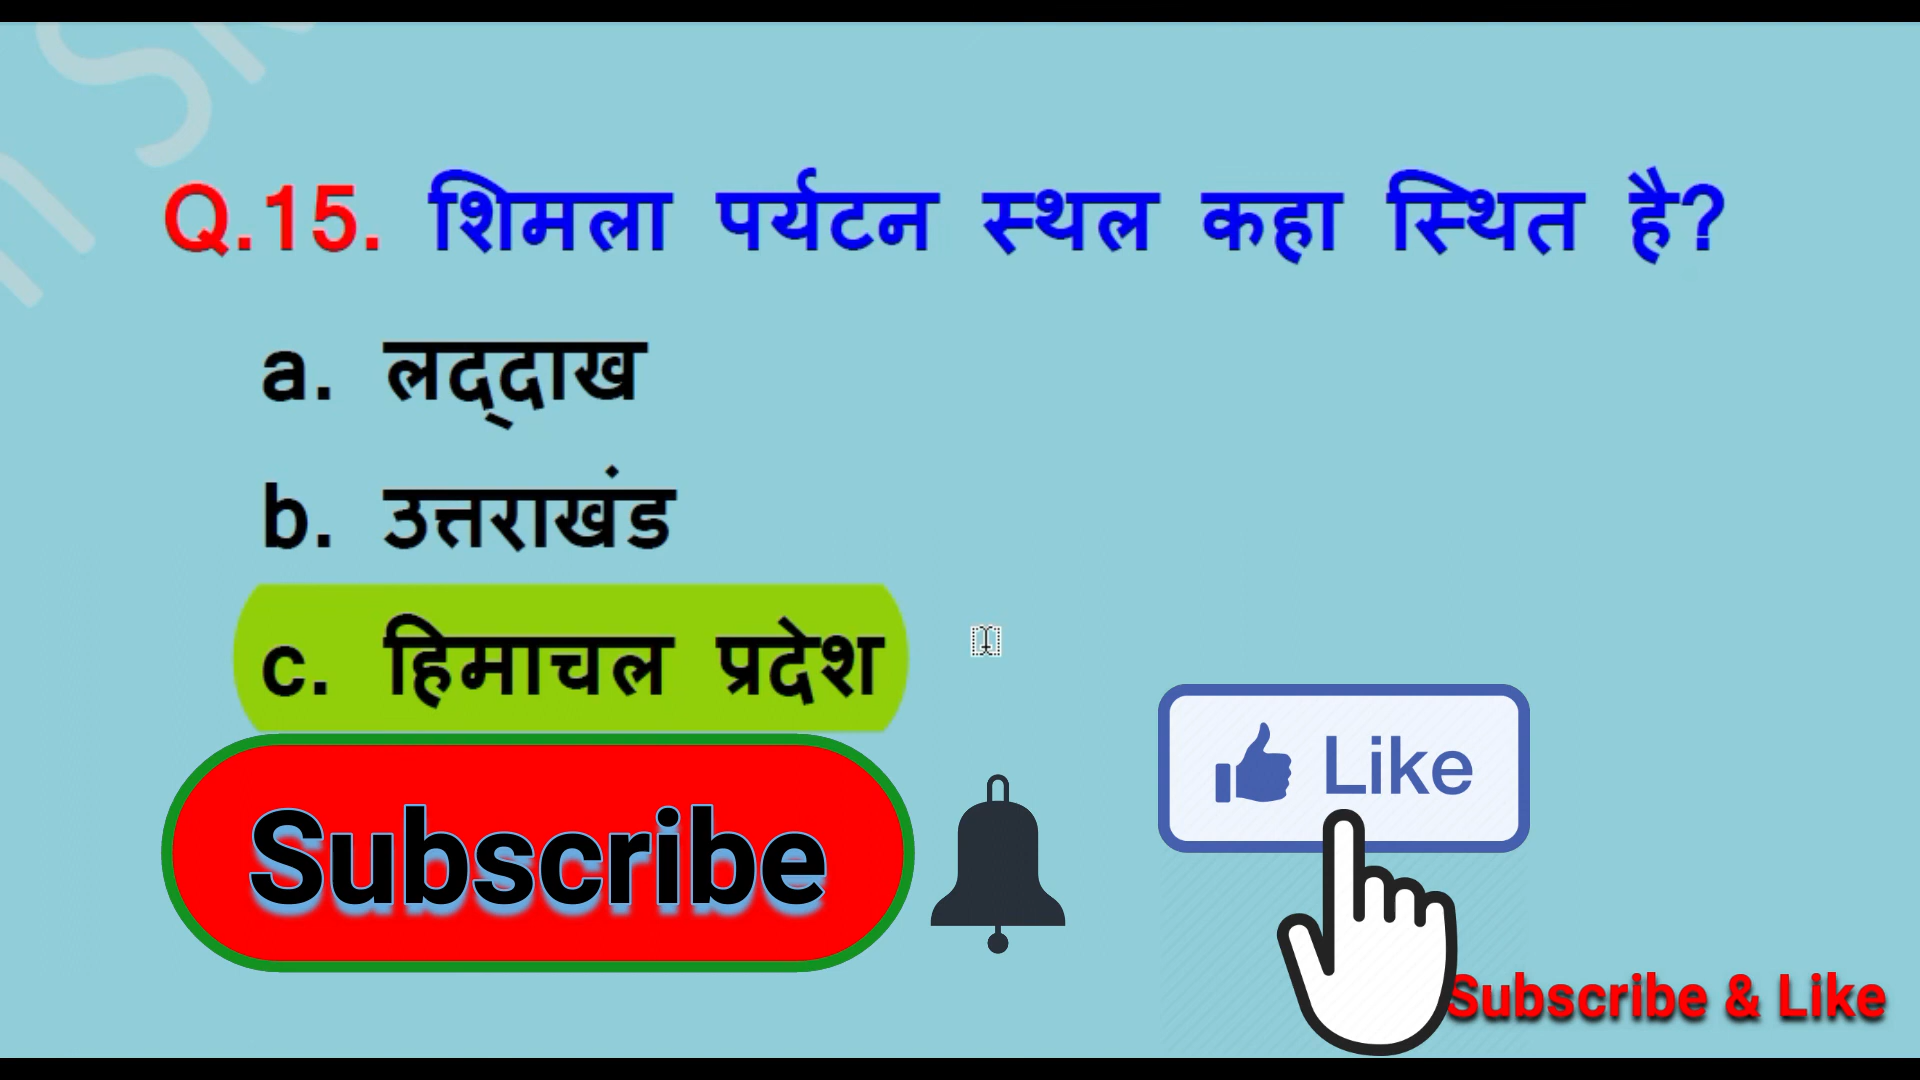 Q.15. शिमला पर्यटन स्थल कहा स्थित है?
a. लद्दाख
b. उत्तराखंड
c. हिमाचल प्रदेश
Like
Subscribe
Subscribe & Like